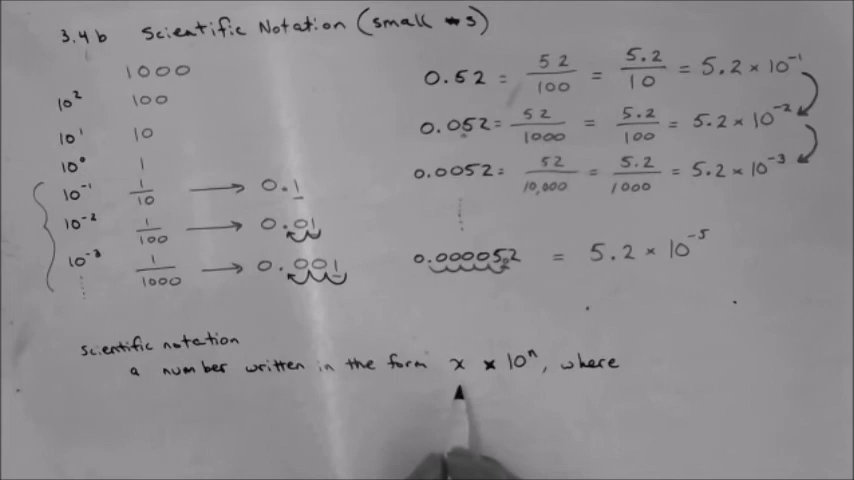 3.4b Scientific Notation (small #s)
1000
10² 100
10¹ 10
10⁰ 1
10⁻¹ 1/10 → 0.1
10⁻² 1/100 → 0.01
10⁻³ 1/1000 → 0.001
0.52 = 52/100 = 5.2/10 = 5.2 × 10⁻¹
0.052 = 52/1000 = 5.2/100 = 5.2 × 10⁻²
0.0052 = 52/10,000 = 5.2/1000 = 5.2 × 10⁻³
0.000052 = 5.2 × 10⁻⁵
Scientific notation
a number written in the form x × 10ⁿ, where